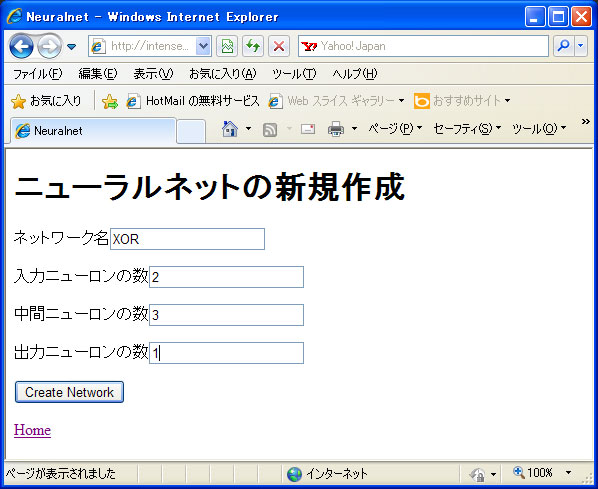 Neuralnet - Windows Internet Explorer
http://intense...
Yahoo! Japan
ファイル(F) 編集(E) 表示(V) お気に入り(A) ツール(T) ヘルプ(H)
お気に入り HotMail の無料サービス Web スライス ギャラリー おすすめサイト
Neuralnet ページ(P) セーフティ(S) ツール(O) »
ニューラルネットの新規作成
ネットワーク名 XOR
入力ニューロンの数 2
中間ニューロンの数 3
出力ニューロンの数 1
Create Network
Home
ページが表示されました インターネット 100%